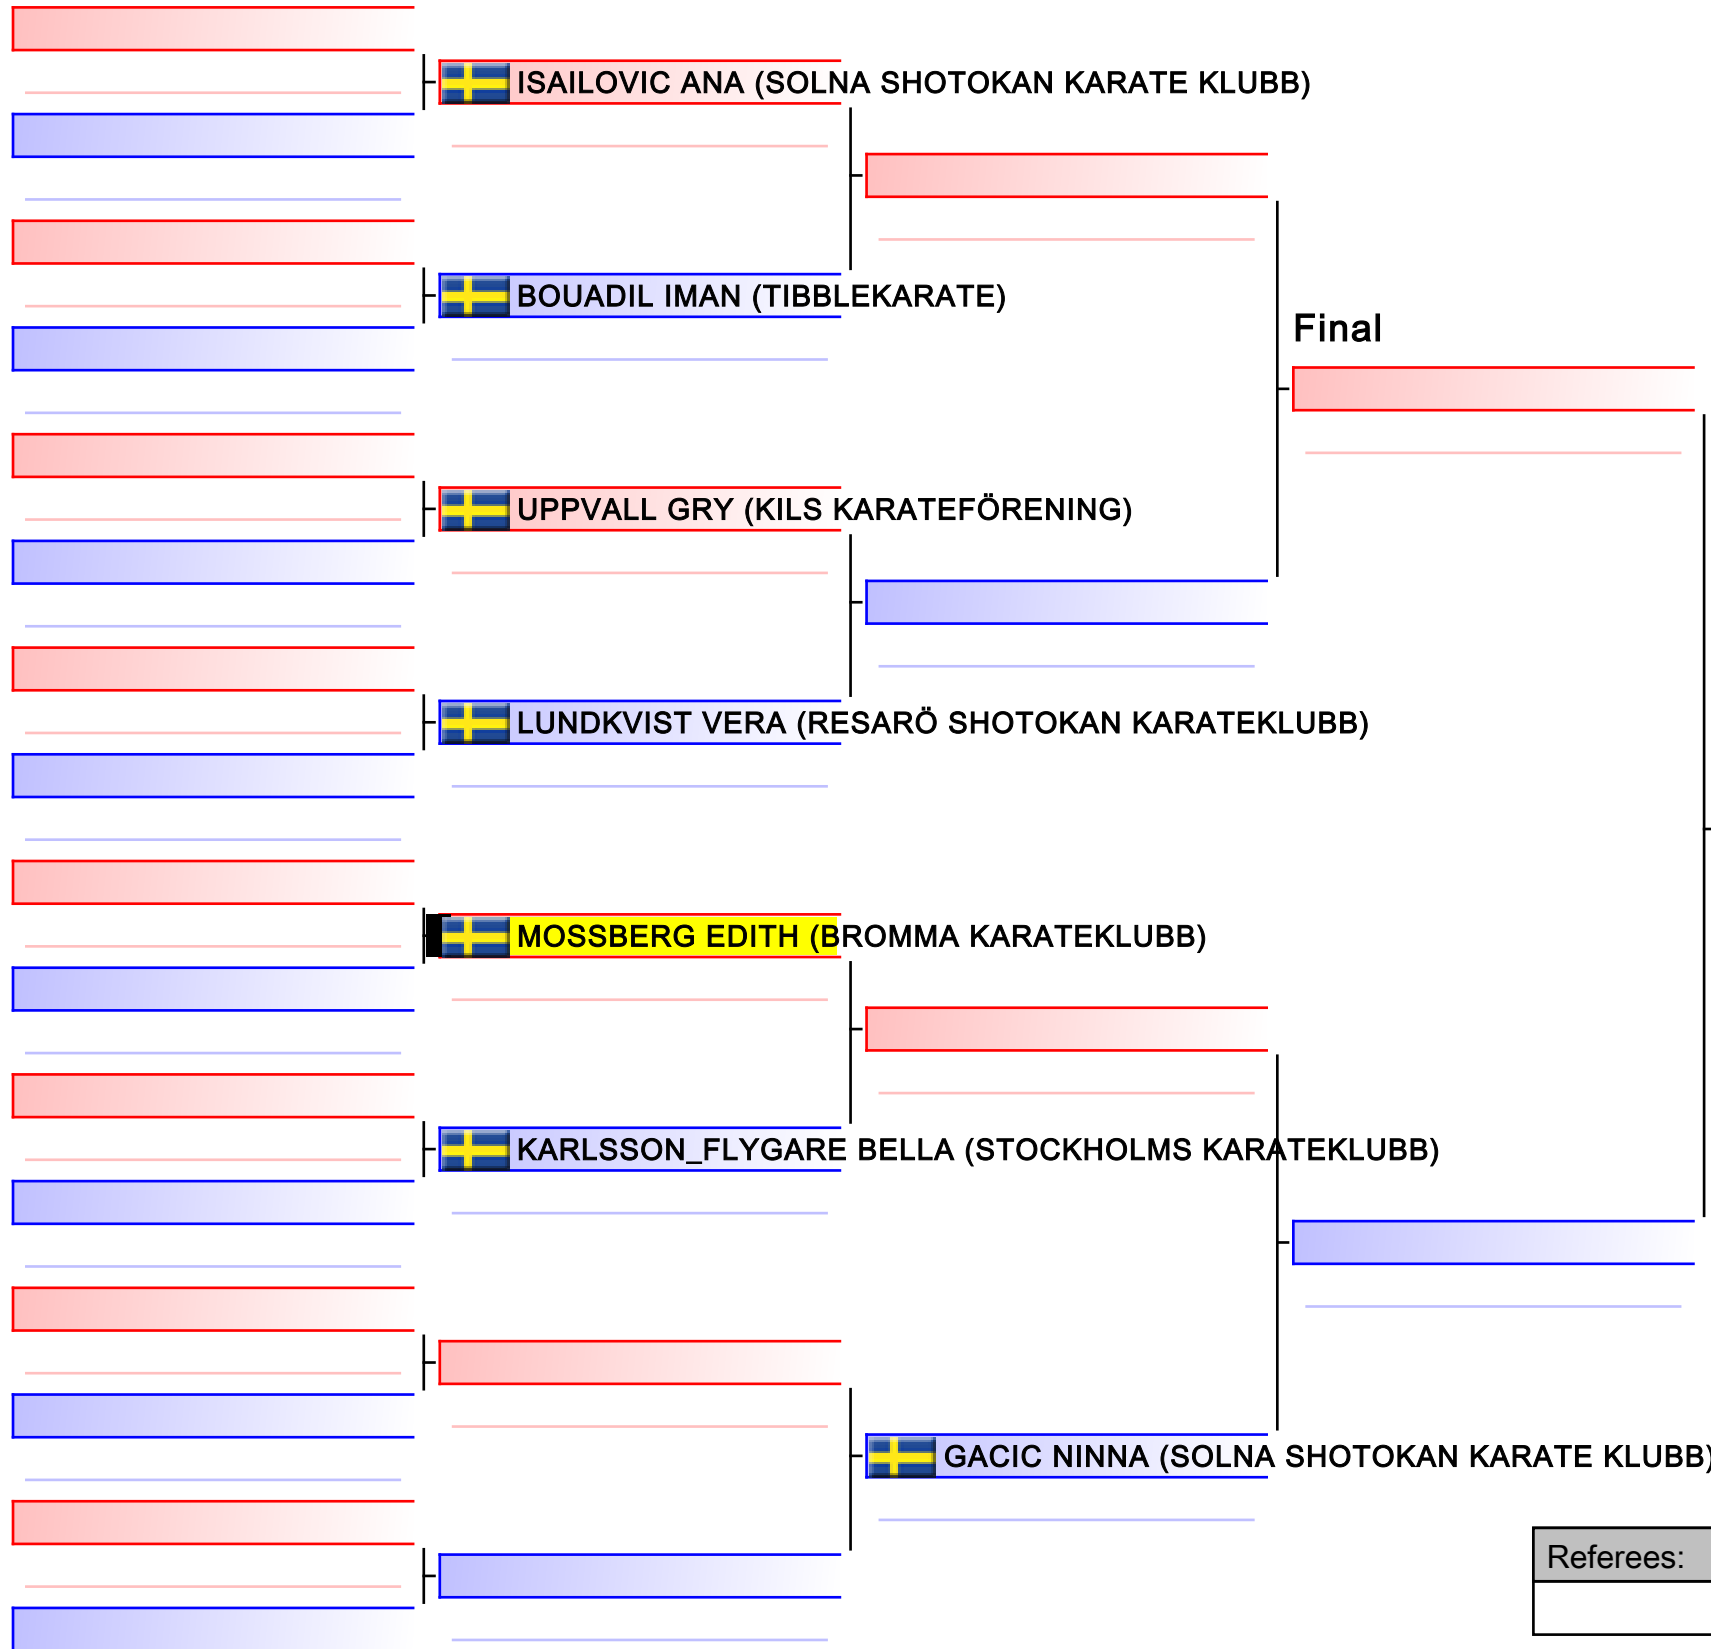 ISAILOVIC ANA (SOLNA SHOTOKAN KARATE KLUBB)
BOUADIL IMAN (TIBBLEKARATE)
Final
UPPVALL GRY (KILS KARATEFÖRENING)
LUNDKVIST VERA (RESARÖ SHOTOKAN KARATEKLUBB)
MOSSBERG EDITH (BROMMA KARATEKLUBB)
KARLSSON_FLYGARE BELLA (STOCKHOLMS KARATEKLUBB)
GACIC NINNA (SOLNA SHOTOKAN KARATE KLUBB)
Referees: